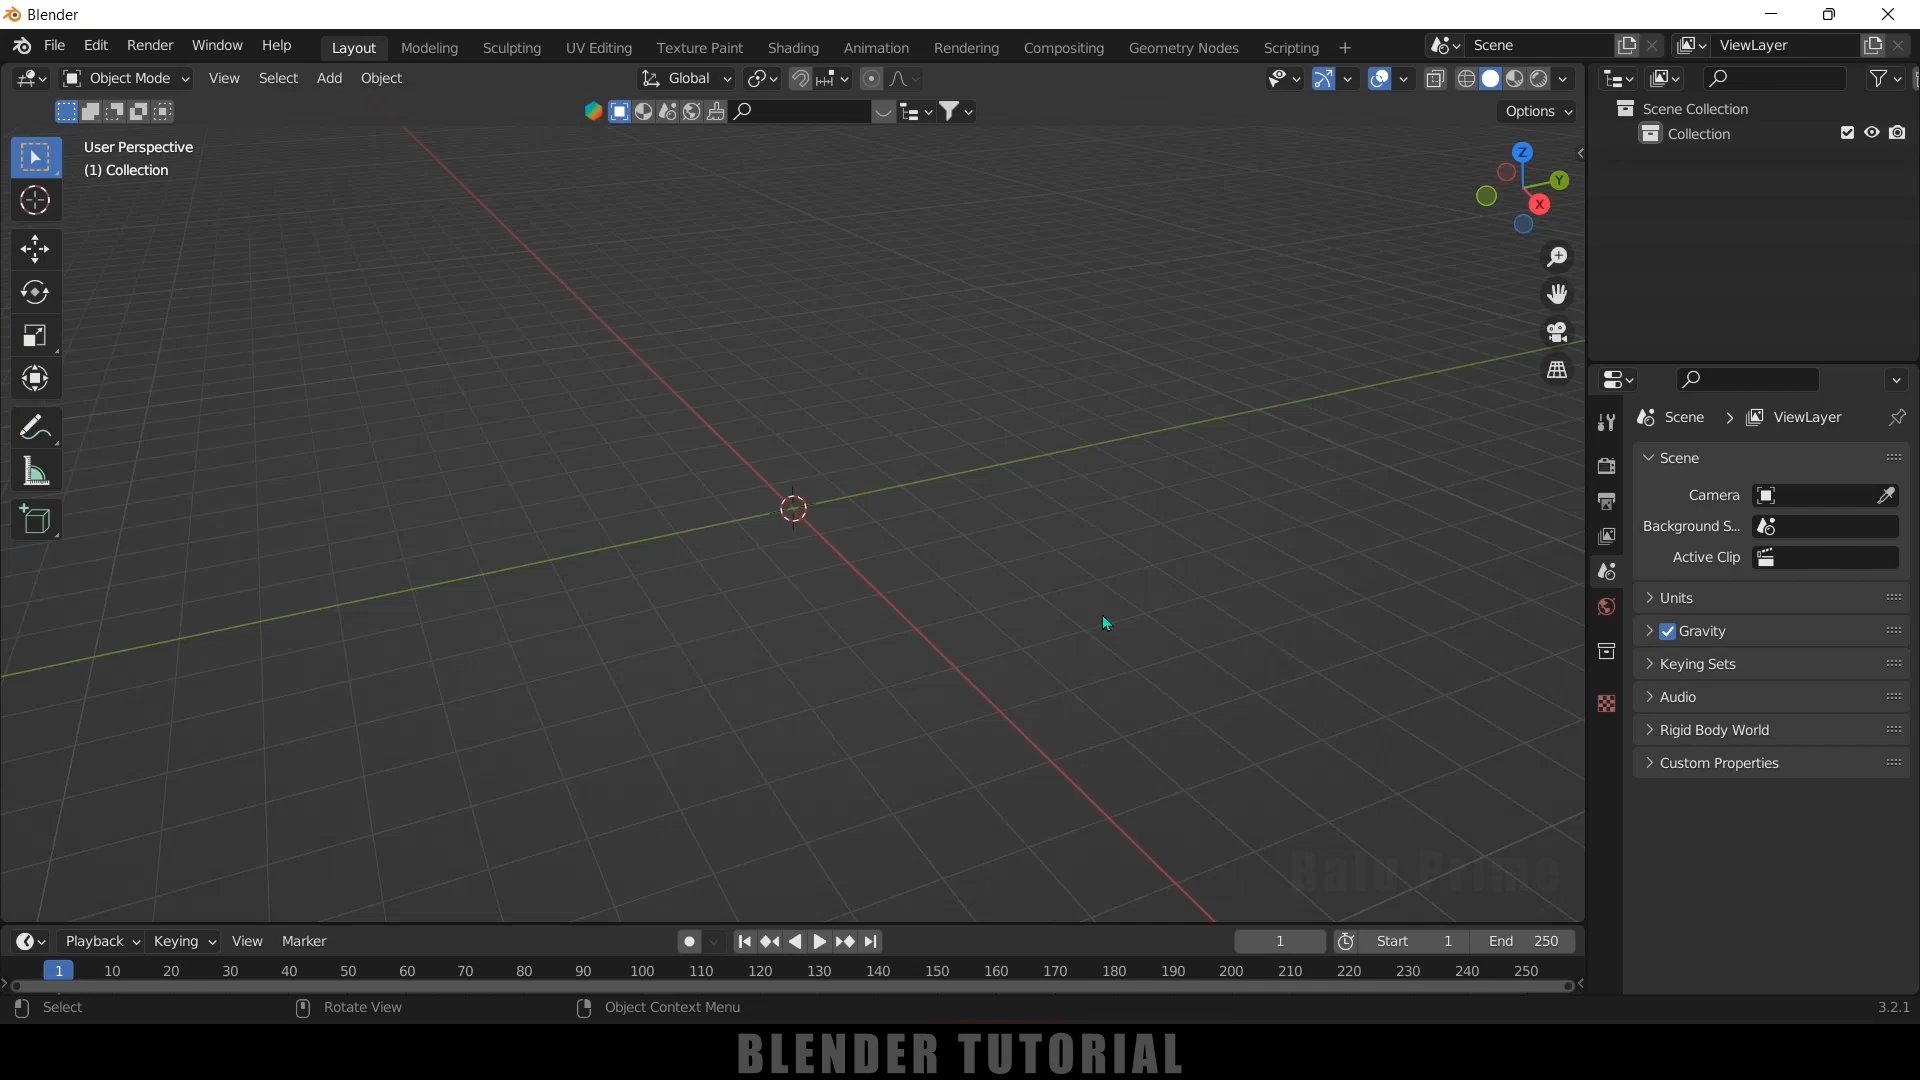 Blender
File Edit Render Window Help Layout Modeling Sculpting UV Editing Texture Paint Shading Animation Rendering Compositing Geometry Nodes Scripting + Scene ViewLayer
Object Mode View Select Add Object Global
Options
User Perspective
(1) Collection
Z
Y
X
Scene Collection
Collection
Scene > ViewLayer
Scene
Camera
Background S...
Active Clip
Units
Gravity
Keying Sets
Audio
Rigid Body World
Custom Properties
Ralu Prime
Playback Keying View Marker 1 Start 1 End 250
1 10 20 30 40 50 60 70 80 90 100 110 120 130 140 150 160 170 180 190 200 210 220 230 240 250
Select Rotate View Object Context Menu 3.2.1
BLENDER TUTORIAL